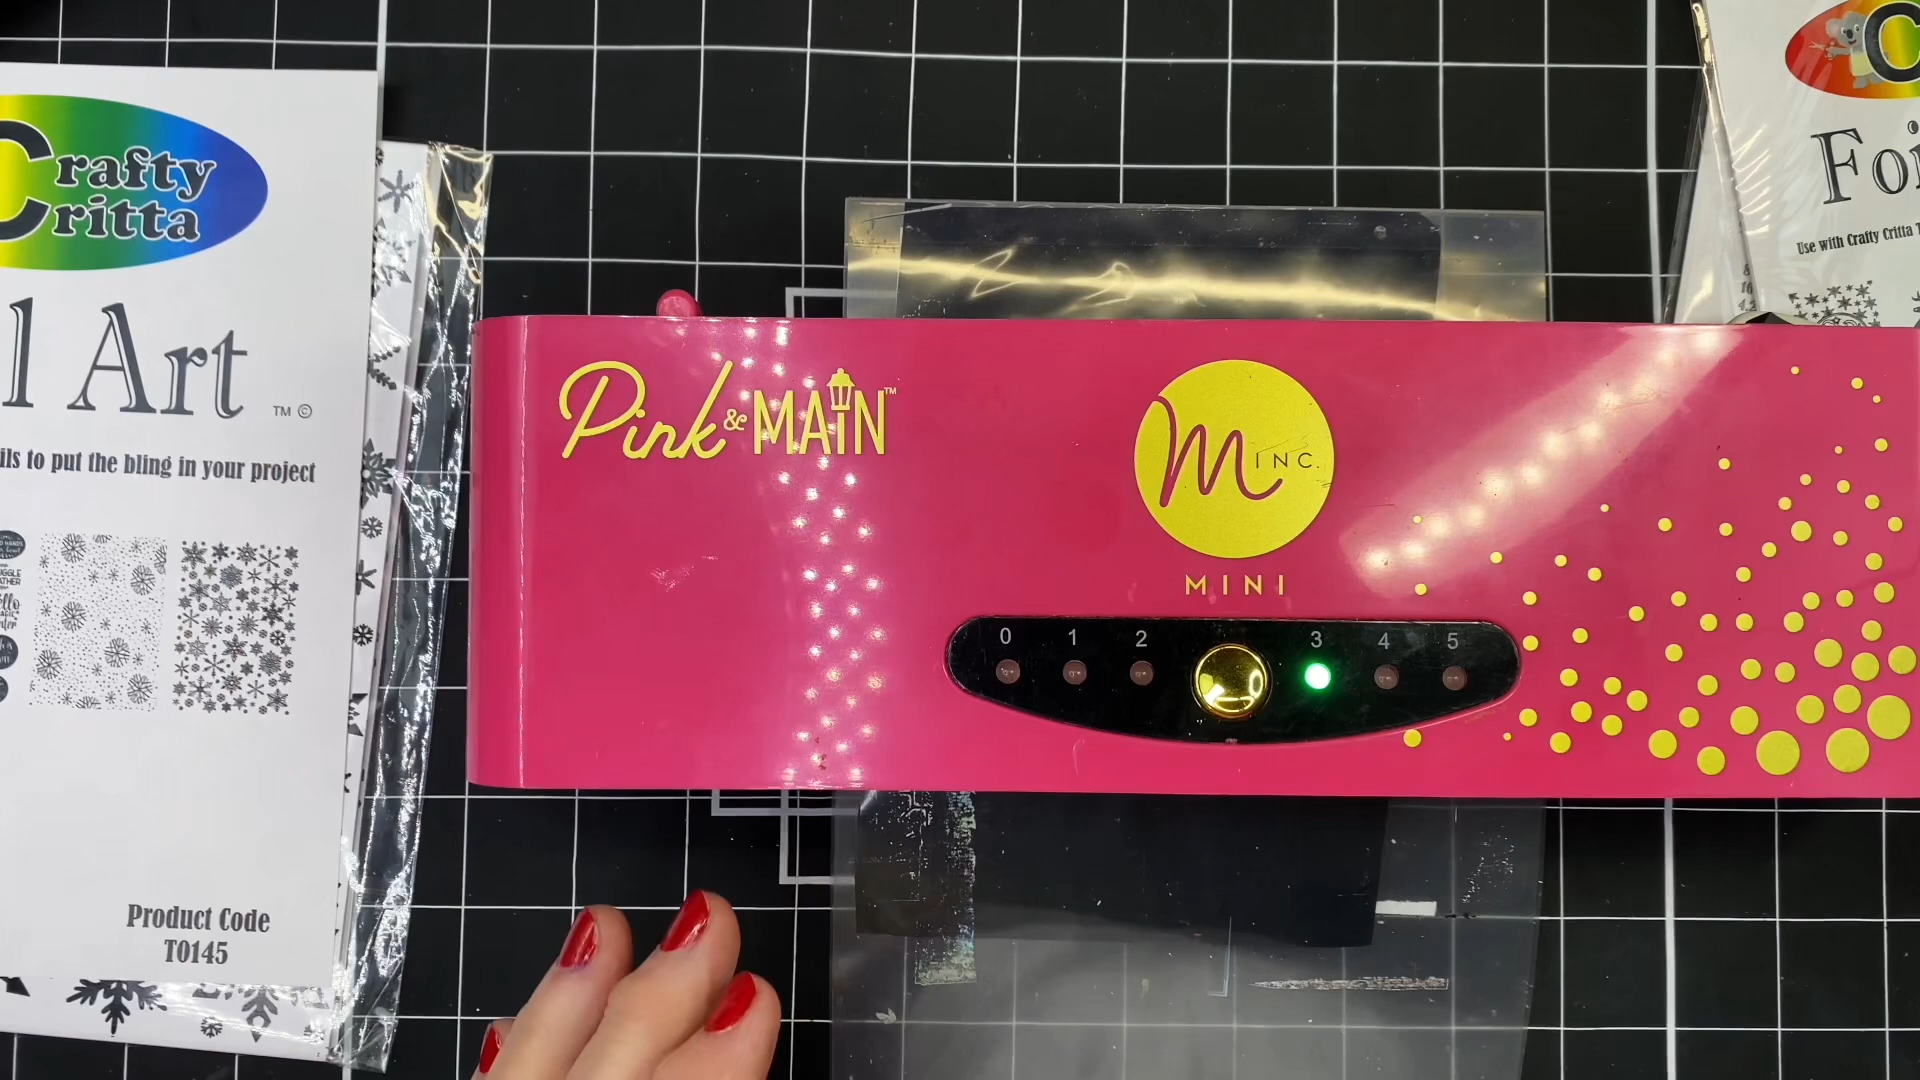 Crafty
Critta
l Art ™ ©
ils to put the bling in your project
Product Code
T0145
Pink & MAIN™
M INC.
MINI
0 1 2 3 4 5
C
Foi
Use with Crafty Critta T